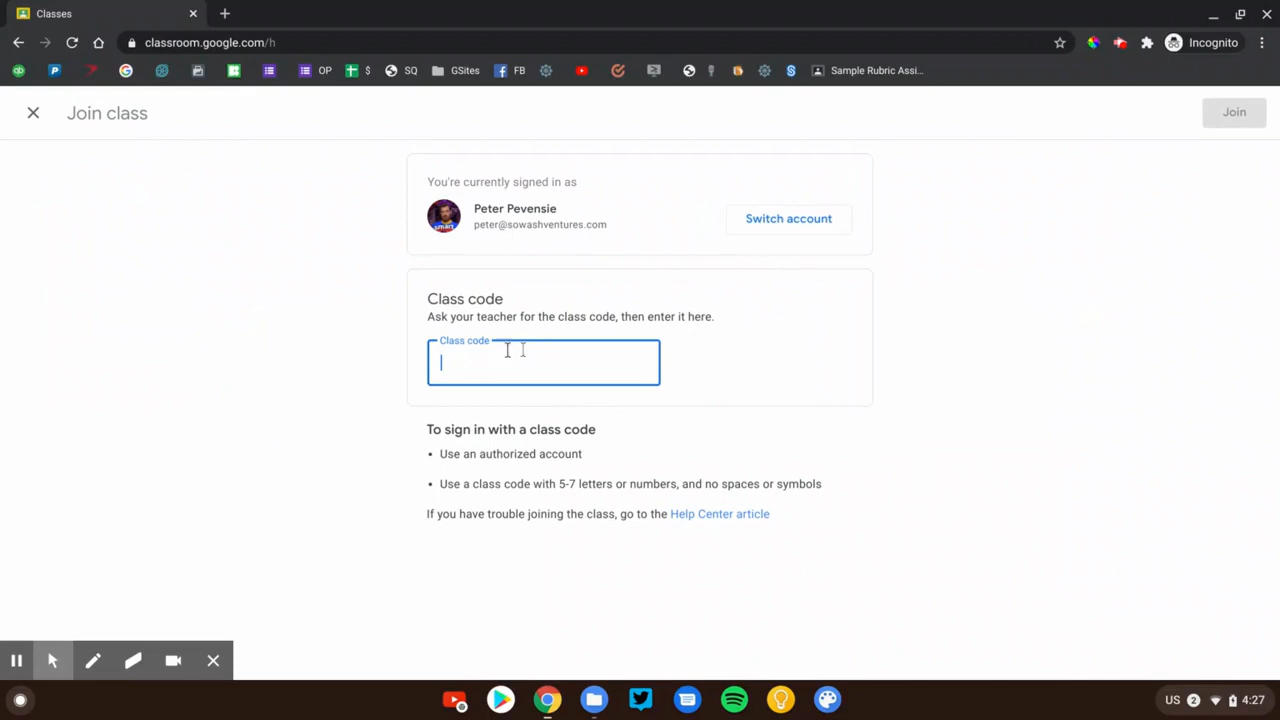 Classes
classroom.google.com/h
Incognito
OP
$
SQ
GSites
FB
Sample Rubric Assi...
Join class
Join
You're currently signed in as
Peter Pevensie
peter@sowashventures.com
Switch account
Class code
Ask your teacher for the class code, then enter it here.
Class code
To sign in with a class code
• Use an authorized account
• Use a class code with 5-7 letters or numbers, and no spaces or symbols
If you have trouble joining the class, go to the Help Center article
US 2 4:27